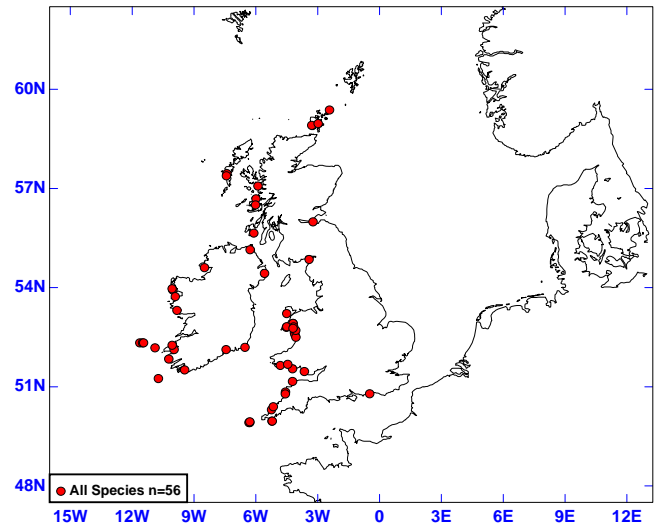 60N
57N
54N
51N
48N
All Species n=56
15W 12W 9W 6W 3W 0 3E 6E 9E 12E